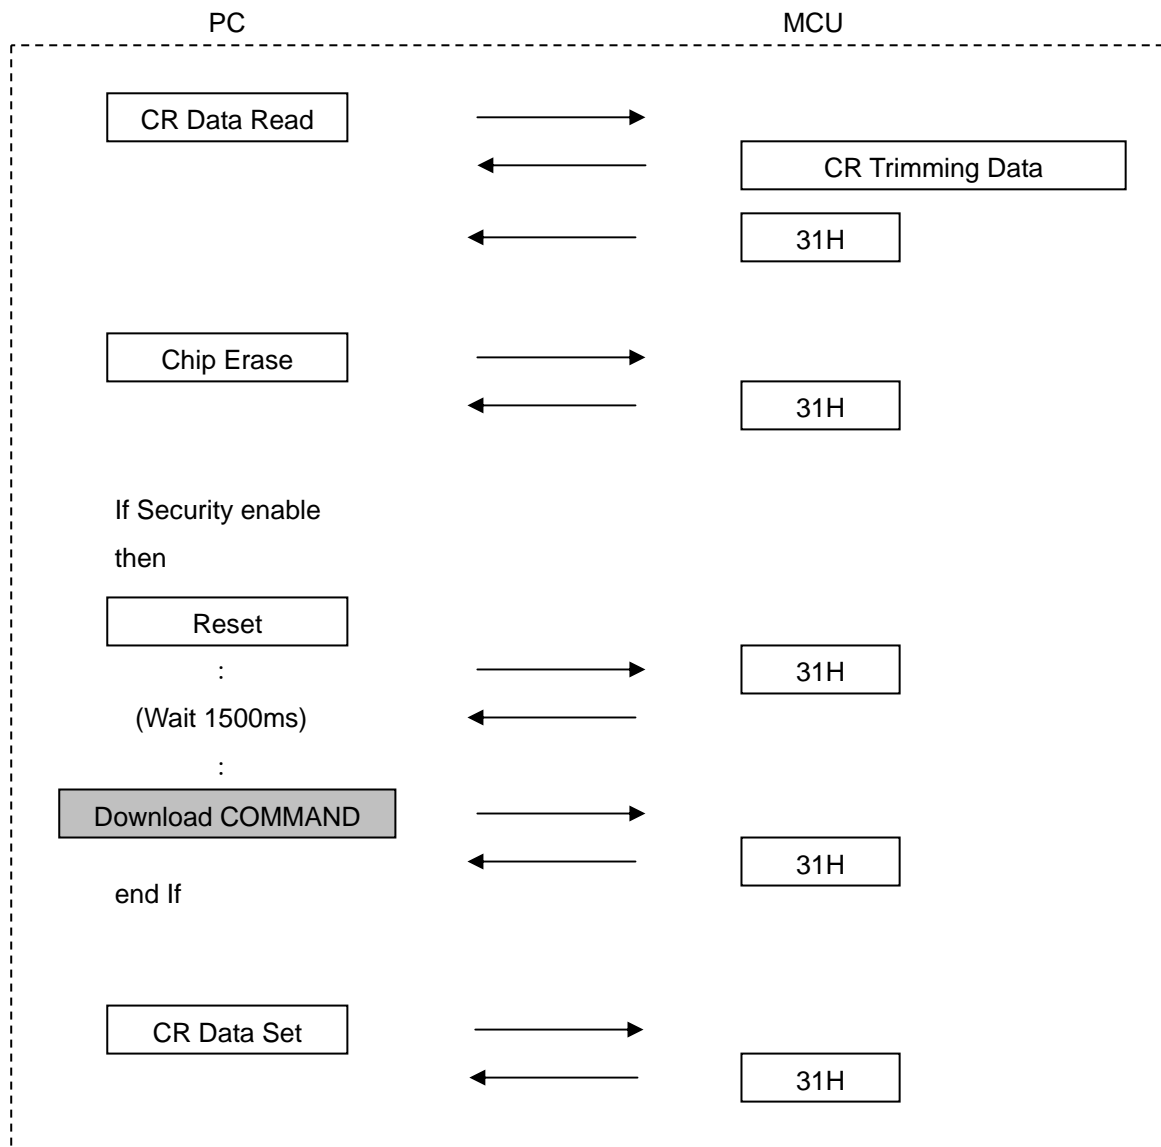 PC
MCU
CR Data Read
CR Trimming Data
31H
Chip Erase
31H
If Security enable
then
Reset
:
31H
(Wait 1500ms)
:
Download COMMAND
31H
end If
CR Data Set
31H